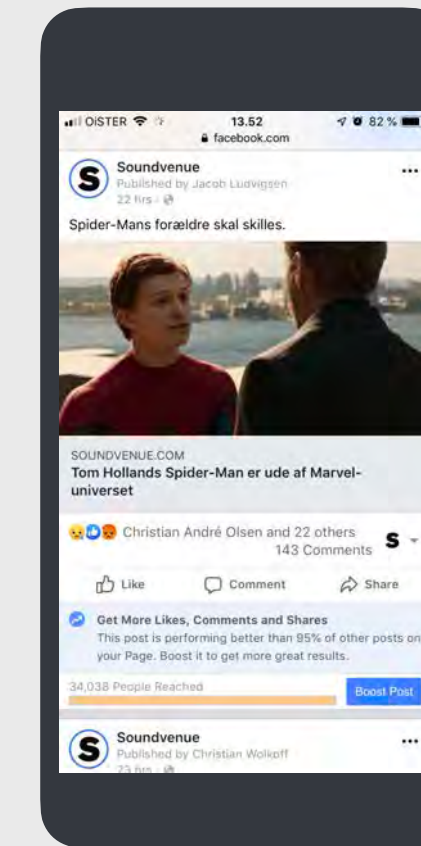 OiSTER 13.52 82 %
facebook.com
S Soundvenue
Published by Jacob Ludvigsen
22 hrs ·
Spider-Mans forældre skal skilles.
SOUNDVENUE.COM
Tom Hollands Spider-Man er ude af Marvel-
universet
Christian André Olsen and 22 others
143 Comments
S
Like Comment Share
Get More Likes, Comments and Shares
This post is performing better than 95% of other posts on
your Page. Boost it to get more great results.
34,038 People Reached
Boost Post
S Soundvenue
Published by Christian Wolkoff
23 hrs ·